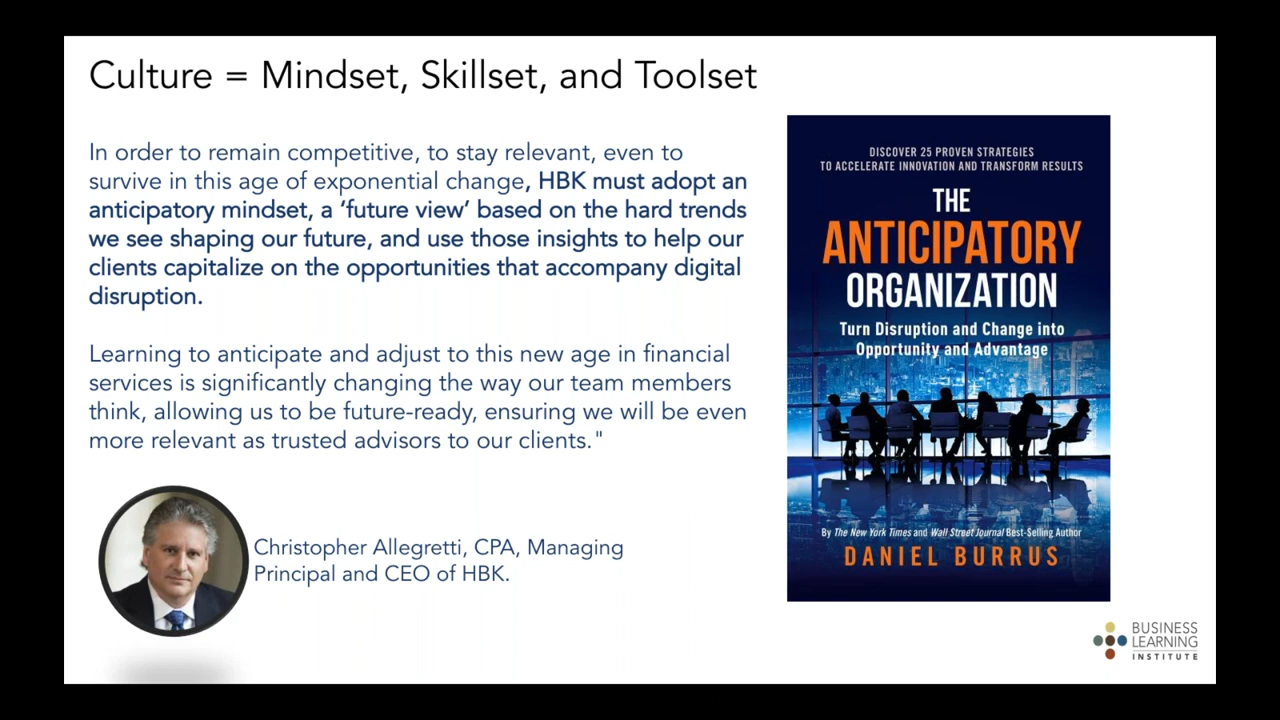 Culture = Mindset, Skillset, and Toolset
In order to remain competitive, to stay relevant, even to
survive in this age of exponential change, HBK must adopt an
anticipatory mindset, a ‘future view’ based on the hard trends
we see shaping our future, and use those insights to help our
clients capitalize on the opportunities that accompany digital
disruption.
Learning to anticipate and adjust to this new age in financial
services is significantly changing the way our team members
think, allowing us to be future-ready, ensuring we will be even
more relevant as trusted advisors to our clients."
Christopher Allegretti, CPA, Managing
Principal and CEO of HBK.
DISCOVER 25 PROVEN STRATEGIES
TO ACCELERATE INNOVATION AND TRANSFORM RESULTS
THE
ANTICIPATORY
ORGANIZATION
Turn Disruption and Change into
Opportunity and Advantage
By The New York Times and Wall Street Journal Best-Selling Author
DANIEL BURRUS
BUSINESS
LEARNING
INSTITUTE